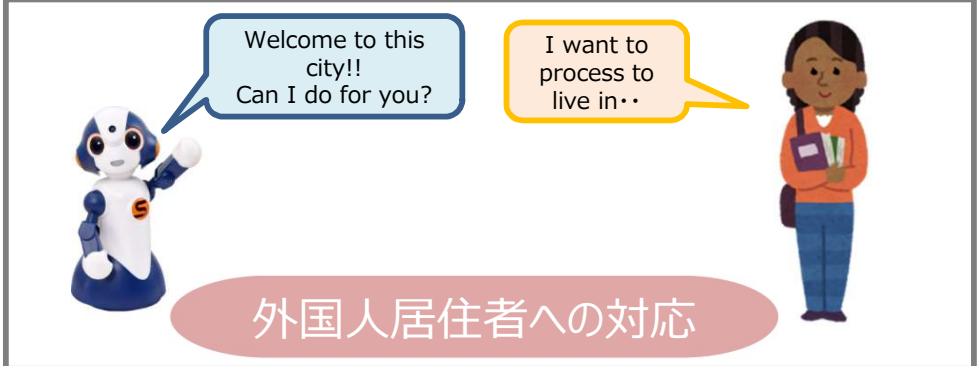 Welcome to this
city!!
Can I do for you?
I want to
process to
live in・・
S
外国人居住者への対応